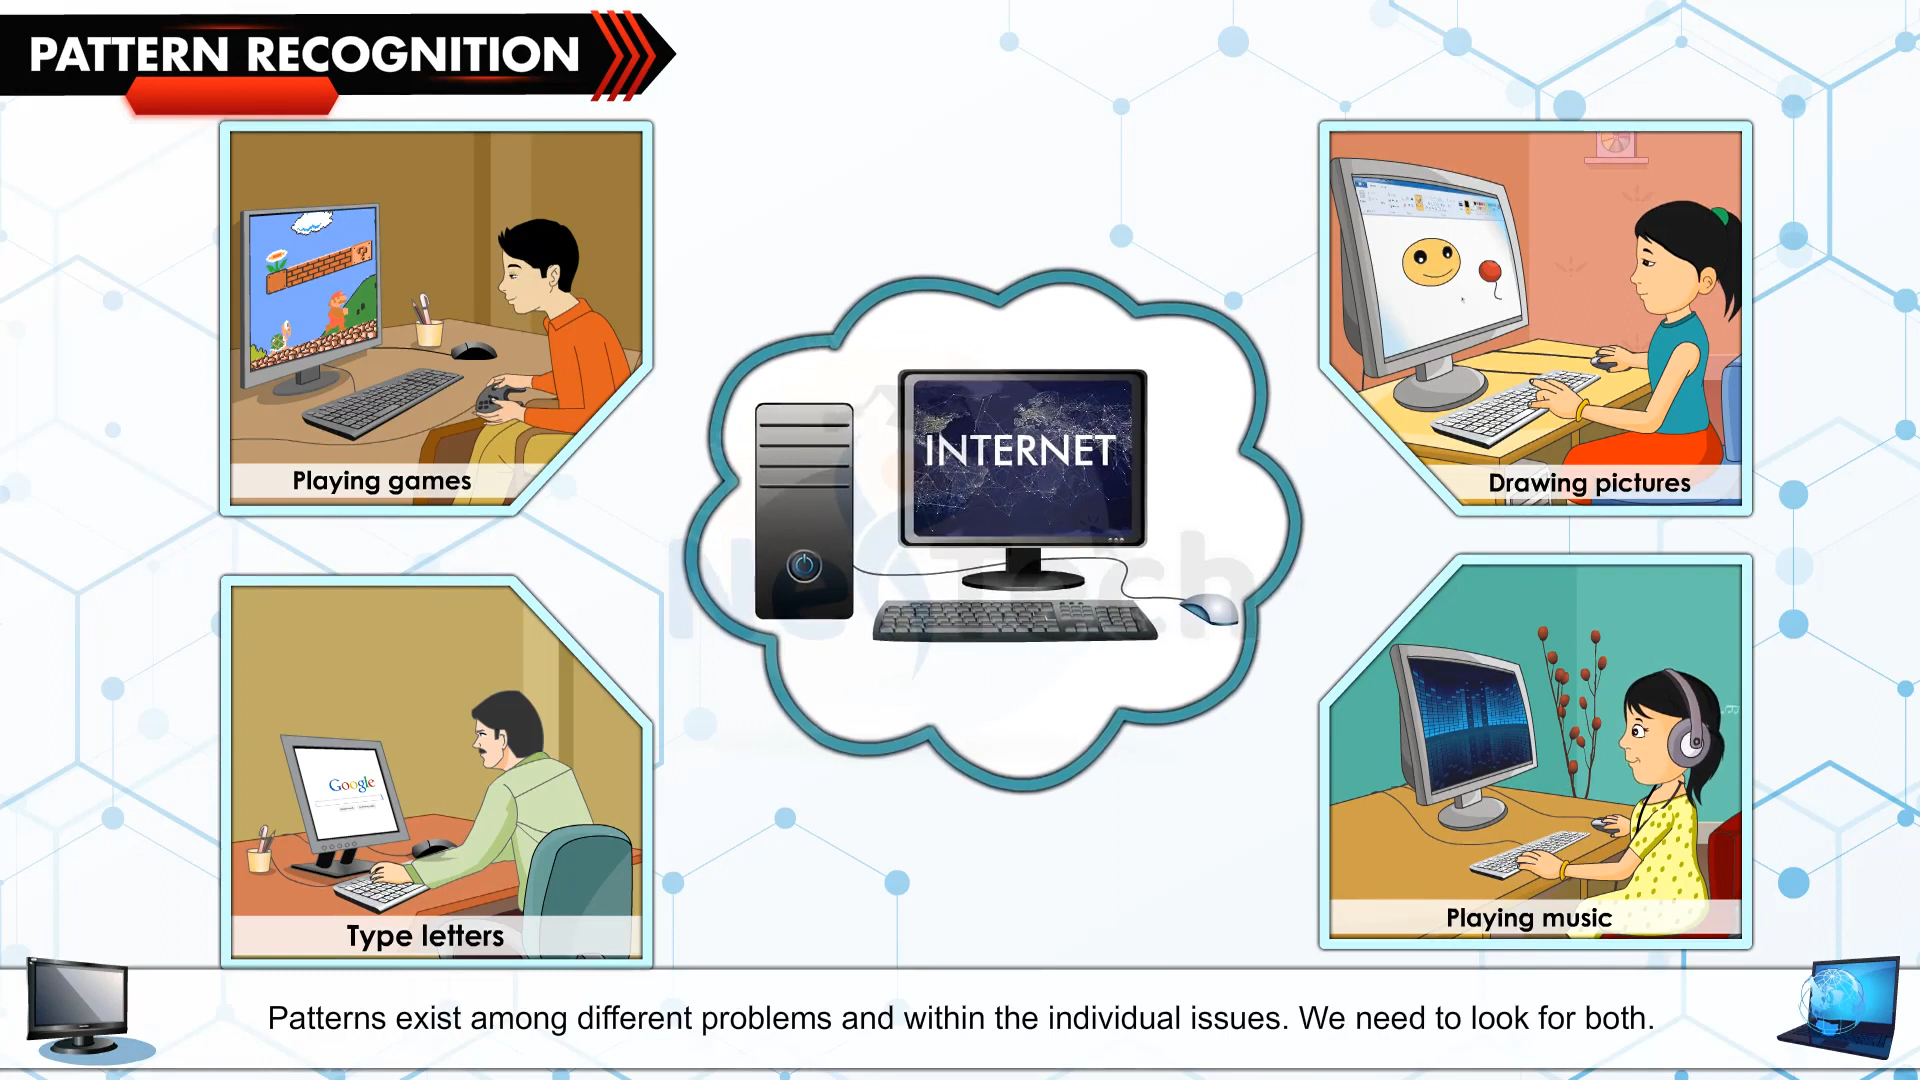 PATTERN RECOGNITION
Playing games
Drawing pictures
INTERNET
NeoTech
Google
Type letters
Playing music
Patterns exist among different problems and within the individual issues. We need to look for both.